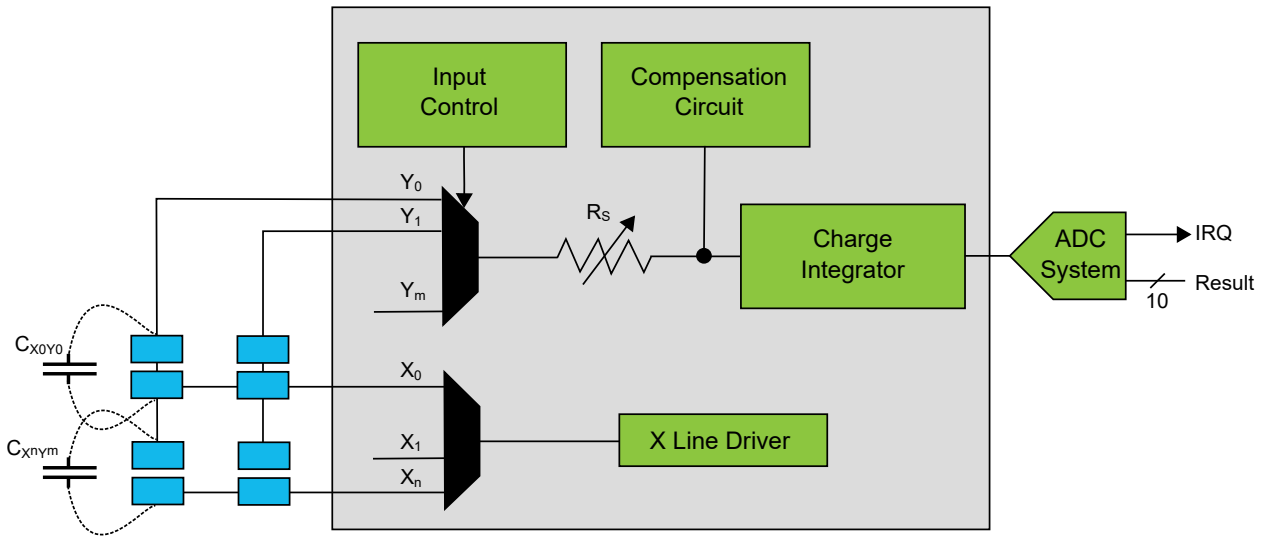 Input
Control
Compensation
Circuit
Y0
Y1
Ym
RS
Charge
Integrator
ADC
System
IRQ
Result
10
CX0Y0
CXnYm
X0
X1
Xn
X Line Driver